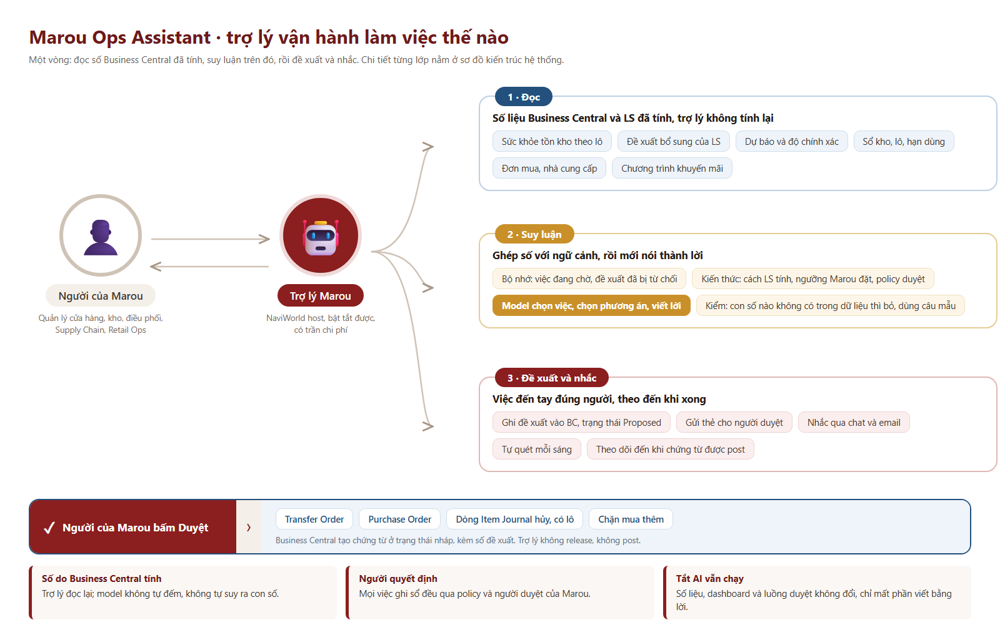 Marou Ops Assistant · trợ lý vận hành làm việc thế nào
Một vòng: đọc số Business Central đã tính, suy luận trên đó, rồi đề xuất và nhắc. Chi tiết từng lớp nằm ở sơ đồ kiến trúc hệ thống.
1 · Đọc
Số liệu Business Central và LS đã tính, trợ lý không tính lại
Sức khỏe tồn kho theo lô
Đề xuất bổ sung của LS
Dự báo và độ chính xác
Sổ kho, lô, hạn dùng
Đơn mua, nhà cung cấp
Chương trình khuyến mãi
Người của Marou
Quản lý cửa hàng, kho, điều phối,
Supply Chain, Retail Ops
Trợ lý Marou
NaviWorld host, bật tắt được,
có trần chi phí
2 · Suy luận
Ghép số với ngữ cảnh, rồi mới nói thành lời
Bộ nhớ: việc đang chờ, đề xuất đã bị từ chối
Kiến thức: cách LS tính, ngưỡng Marou đặt, policy duyệt
Model chọn việc, chọn phương án, viết lời
Kiểm: con số nào không có trong dữ liệu thì bỏ, dùng câu mẫu
3 · Đề xuất và nhắc
Việc đến tay đúng người, theo đến khi xong
Ghi đề xuất vào BC, trạng thái Proposed
Gửi thẻ cho người duyệt
Nhắc qua chat và email
Tự quét mỗi sáng
Theo dõi đến khi chứng từ được post
✓ Người của Marou bấm Duyệt
›
Transfer Order
Purchase Order
Dòng Item Journal hủy, có lô
Chặn mua thêm
Business Central tạo chứng từ ở trạng thái nháp, kèm số đề xuất. Trợ lý không release, không post.
Số do Business Central tính
Trợ lý đọc lại; model không tự đếm, không tự suy ra con số.
Người quyết định
Mọi việc ghi sổ đều qua policy và người duyệt của Marou.
Tắt AI vẫn chạy
Số liệu, dashboard và luồng duyệt không đổi, chỉ mất phần viết bằng
lời.